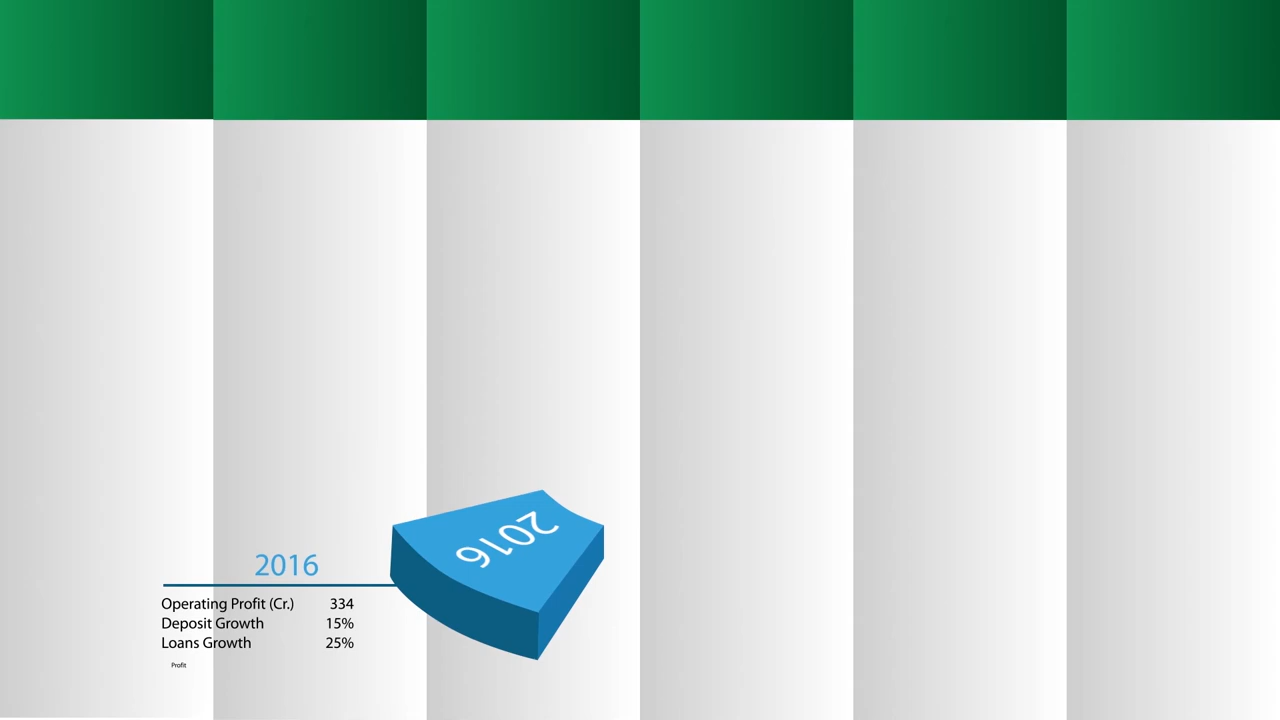 2016
2016
Operating Profit (Cr.) 334
Deposit Growth 15%
Loans Growth 25%
Profit